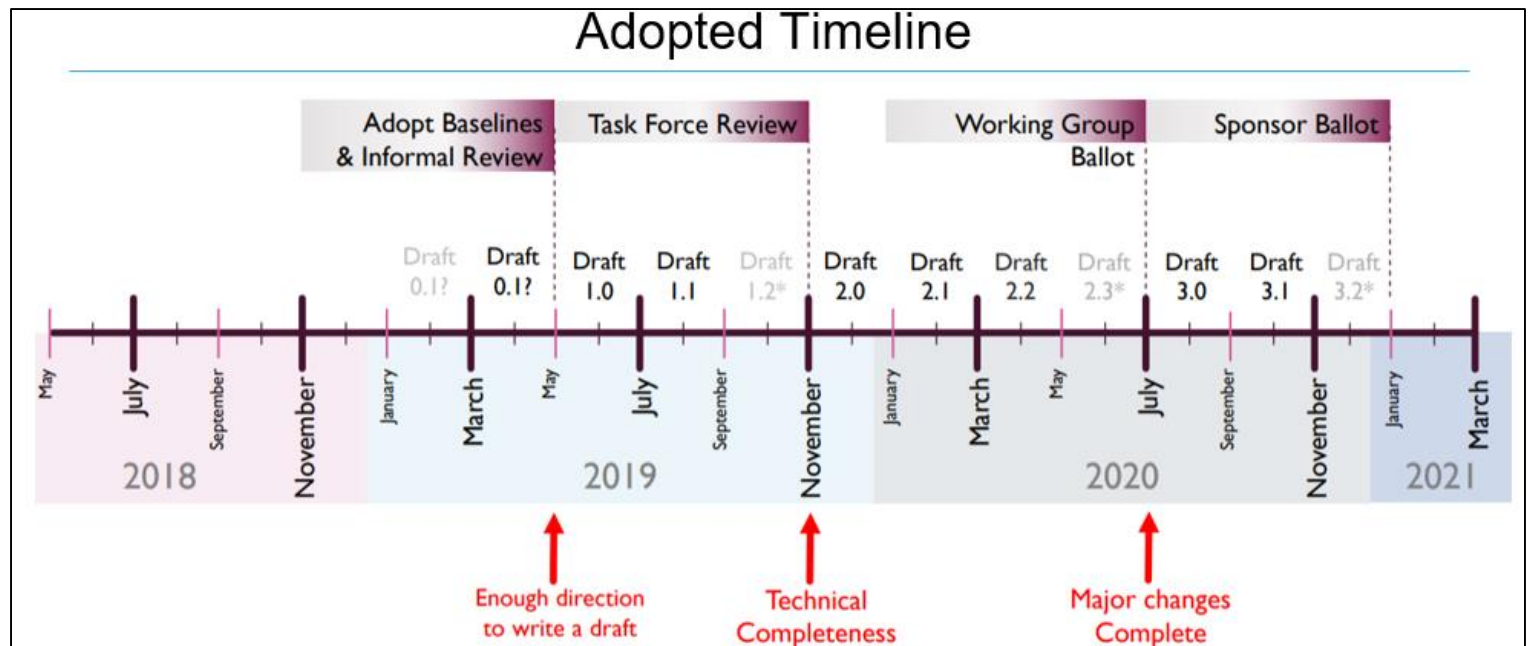 Adopted Timeline
Adopt Baselines
& Informal Review
Task Force Review
Working Group
Ballot
Sponsor Ballot
Draft
0.1?
Draft
0.1?
Draft
1.0
Draft
1.1
Draft
1.2*
Draft
2.0
Draft
2.1
Draft
2.2
Draft
2.3*
Draft
3.0
Draft
3.1
Draft
3.2*
May
July
September
November
January
March
May
July
September
November
January
March
May
July
September
November
January
March
2018
2019
2020
2021
Enough direction
to write a draft
Technical
Completeness
Major changes
Complete